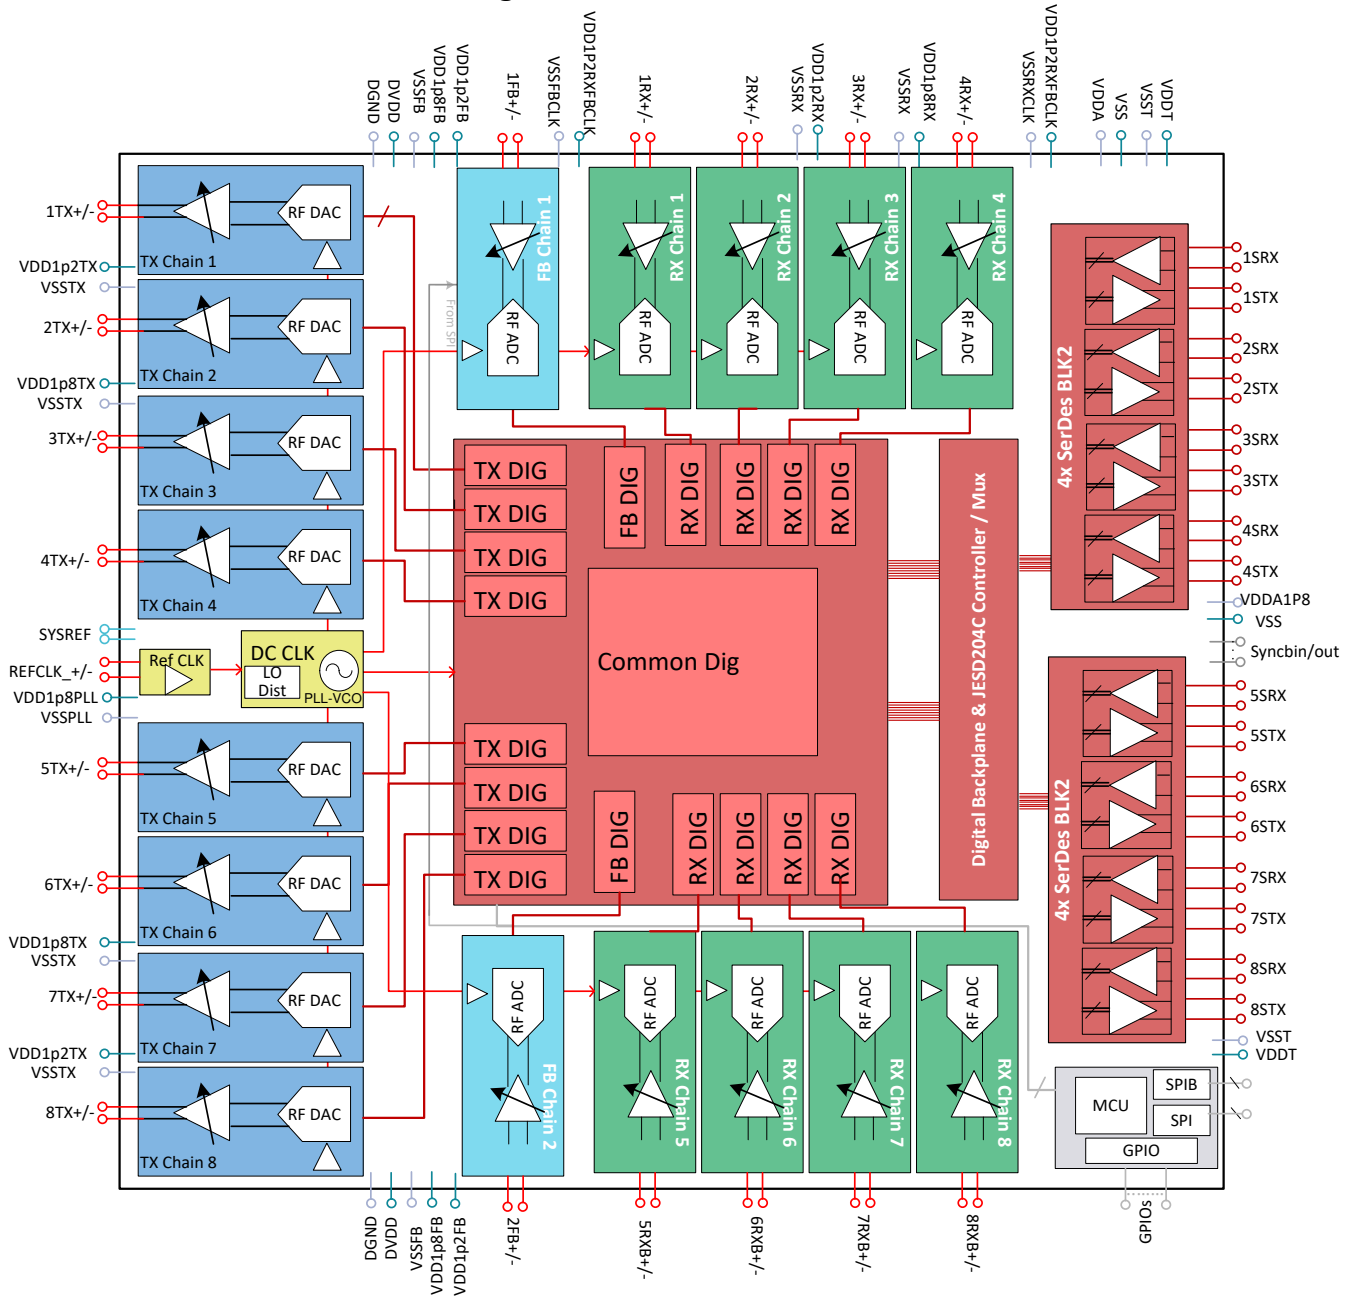 DGND
DVDD
VSSFB
VDD1p8FB
VDD1p2FB
1FB+/-
VSSFBCLK
VDD1P2RXFBCLK
1RX+/-
2RX+/-
VSSRX
VDD1p2RX
3RX+/-
VSSRX
VDD1p8RX
4RX+/-
VSSRXCLK
VDD1P2RXFBCLK
VDDA
VSS
VSST
VDDT
1TX+/-
VDD1p2TX
VSSTX
2TX+/-
VDD1p8TX
VSSTX
3TX+/-
4TX+/-
SYSREF
REFCLK_+/-
VDD1p8PLL
VSSPLL
5TX+/-
6TX+/-
VDD1p8TX
VSSTX
7TX+/-
VDD1p2TX
VSSTX
8TX+/-
RF DAC
TX Chain 1
RF DAC
TX Chain 2
RF DAC
TX Chain 3
RF DAC
TX Chain 4
Ref CLK
DC CLK
LO
Dist
PLL-VCO
RF DAC
TX Chain 5
RF DAC
TX Chain 6
RF DAC
TX Chain 7
RF DAC
TX Chain 8
From SPI
FB Chain 1
RF ADC
RX Chain 1
RF ADC
RX Chain 2
RF ADC
RX Chain 3
RF ADC
RX Chain 4
RF ADC
TX DIG
TX DIG
TX DIG
TX DIG
FB DIG
RX DIG
RX DIG
RX DIG
RX DIG
Common Dig
TX DIG
TX DIG
TX DIG
TX DIG
FB DIG
RX DIG
RX DIG
RX DIG
RX DIG
Digital Backplane & JESD204C Controller / Mux
RF ADC
FB Chain 2
RF ADC
RX Chain 5
RF ADC
RX Chain 6
RF ADC
RX Chain 7
RF ADC
RX Chain 8
4x SerDes BLK2
4x SerDes BLK2
1SRX
1STX
2SRX
2STX
3SRX
3STX
4SRX
4STX
VDDA1P8
VSS
Syncbin/out
5SRX
5STX
6SRX
6STX
7SRX
7STX
8SRX
8STX
VSST
VDDT
MCU
SPIB
SPI
GPIO
GPIOS
DGND
DVDD
VSSFB
VDD1p8FB
VDD1p2FB
2FB+/-
5RXB+/-
6RXB+/-
7RXB+/-
8RXB+/-